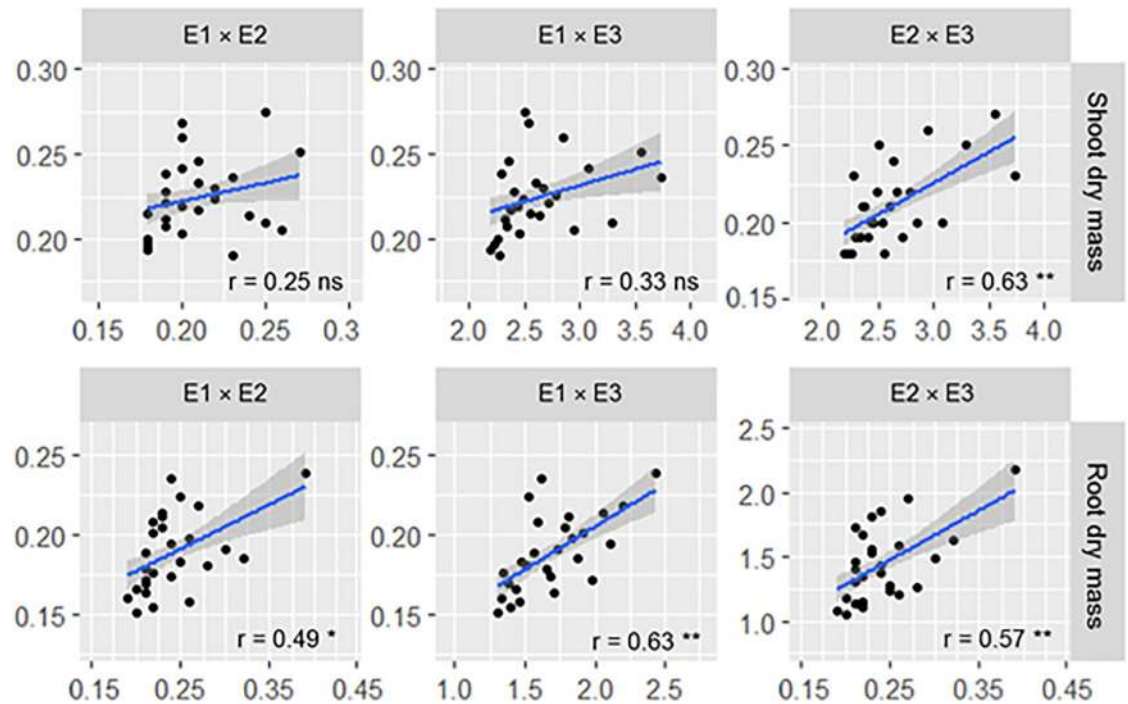 E1 × E2
E1 × E3
E2 × E3
0.30
0.25
0.20
0.30
0.25
0.20
0.30
0.25
0.20
0.15
r = 0.25 ns
r = 0.33 ns
r = 0.63 **
Shoot dry mass
0.15 0.20 0.25 0.3
2.0 2.5 3.0 3.5 4.0
2.0 2.5 3.0 3.5 4.0
E1 × E2
E1 × E3
E2 × E3
0.25
0.20
0.15
0.25
0.20
0.15
2.5
2.0
1.5
1.0
r = 0.49 *
r = 0.63 **
r = 0.57 **
Root dry mass
0.15 0.25 0.35 0.45
1.0 1.5 2.0 2.5
0.15 0.25 0.35 0.45